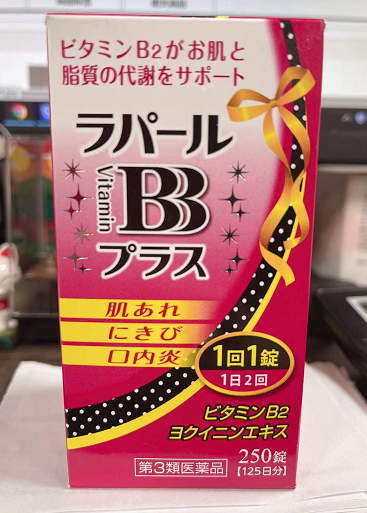 ビタミンB2がお肌と
脂質の代謝をサポート
ラパール
Vitamin
BB
プラス
肌あれ
にきび
口内炎
1回1錠
1日2回
ビタミンB2
ヨクイニンエキス
第3類医薬品
250錠
【125日分】